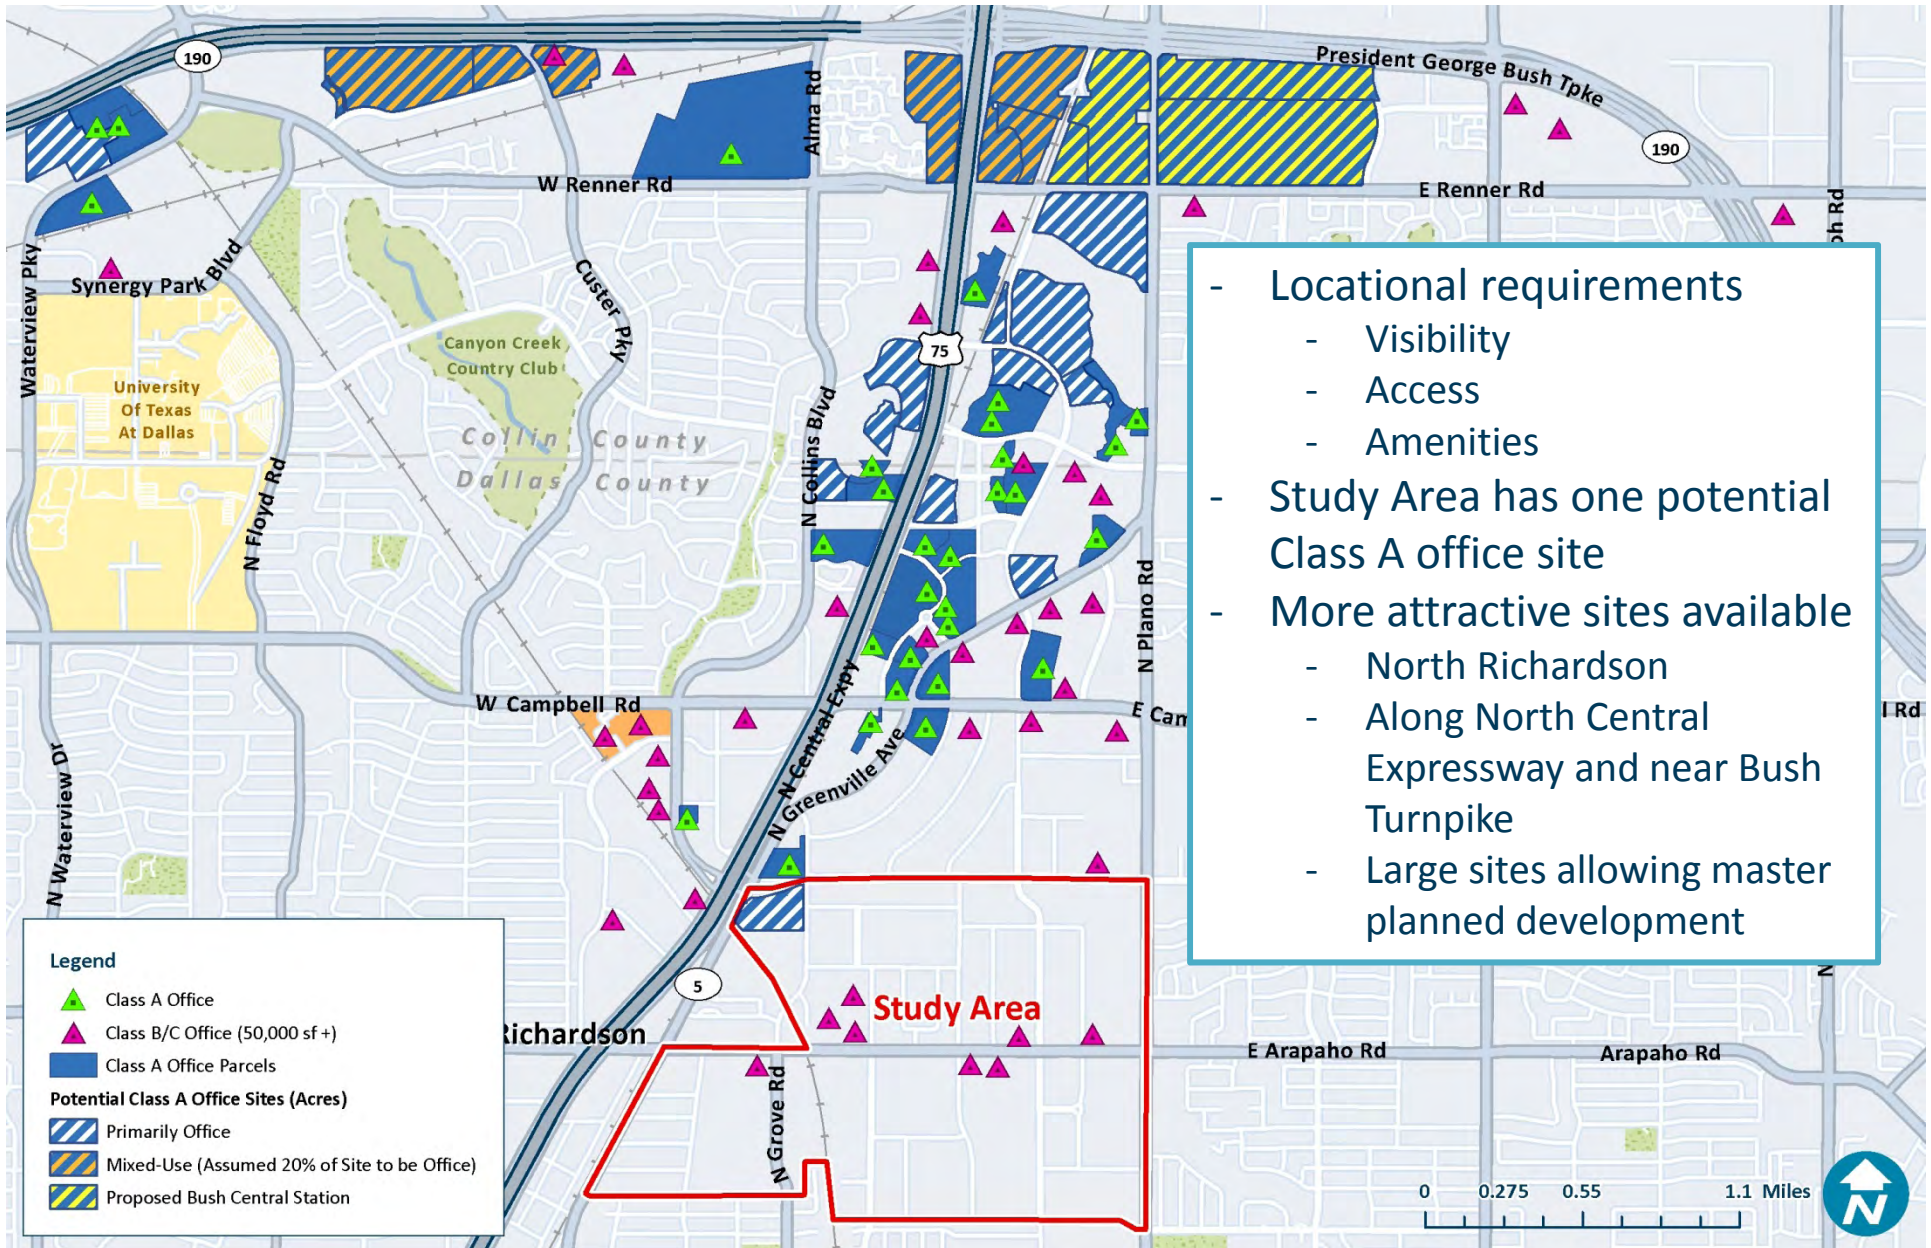 190
President George Bush Tpke
190
Alma Rd
W Renner Rd
E Renner Rd
ph Rd
Waterview Pky
Synergy Park Blvd
Custer Pky
Canyon Creek
Country Club
75
University
Of Texas
At Dallas
N Floyd Rd
Collin County
Dallas County
N Collins Blvd
- Locational requirements
- Visibility
- Access
- Amenities
- Study Area has one potential
Class A office site
- More attractive sites available
- North Richardson
- Along North Central
Expressway and near Bush
Turnpike
- Large sites allowing master
planned development
N Plano Rd
W Campbell Rd
E Cam
l Rd
N Central Expy
N Greenville Ave
N Waterview Dr
N
5
Study Area
Richardson
E Arapaho Rd
Arapaho Rd
N Grove Rd
N
Legend
Class A Office
Class B/C Office (50,000 sf +)
Class A Office Parcels
Potential Class A Office Sites (Acres)
Primarily Office
Mixed-Use (Assumed 20% of Site to be Office)
Proposed Bush Central Station
0 0.275 0.55 1.1 Miles
N